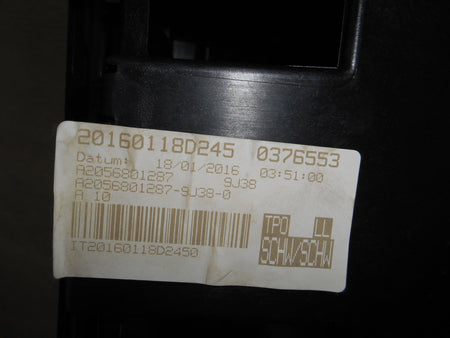 20160118D245 0376553
Datum: 18/01/2016 03:51:00
A2056801287 9J38
A2056801287-9J38-0
A 10
TPO LL
SCHW/SCHW
IT20160118D2450